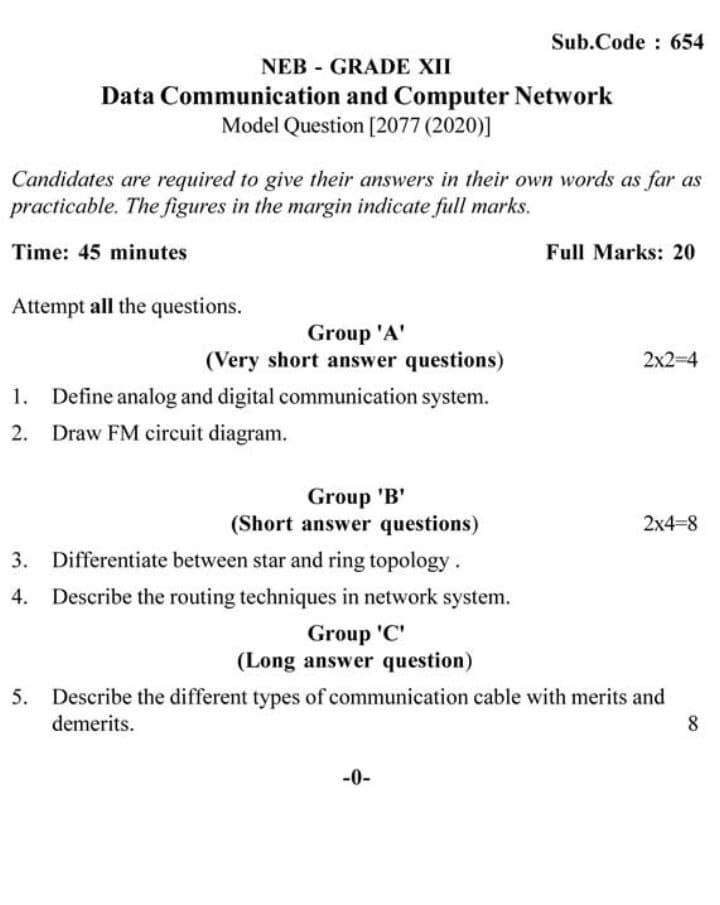 Sub.Code : 654
NEB - GRADE XII
Data Communication and Computer Network
Model Question [2077 (2020)]
Candidates are required to give their answers in their own words as far as
practicable. The figures in the margin indicate full marks.
Time: 45 minutes Full Marks: 20
Attempt all the questions.
Group 'A'
(Very short answer questions) 2x2=4
1. Define analog and digital communication system.
2. Draw FM circuit diagram.
Group 'B'
(Short answer questions) 2x4=8
3. Differentiate between star and ring topology .
4. Describe the routing techniques in network system.
Group 'C'
(Long answer question)
5. Describe the different types of communication cable with merits and
demerits. 8
-0-